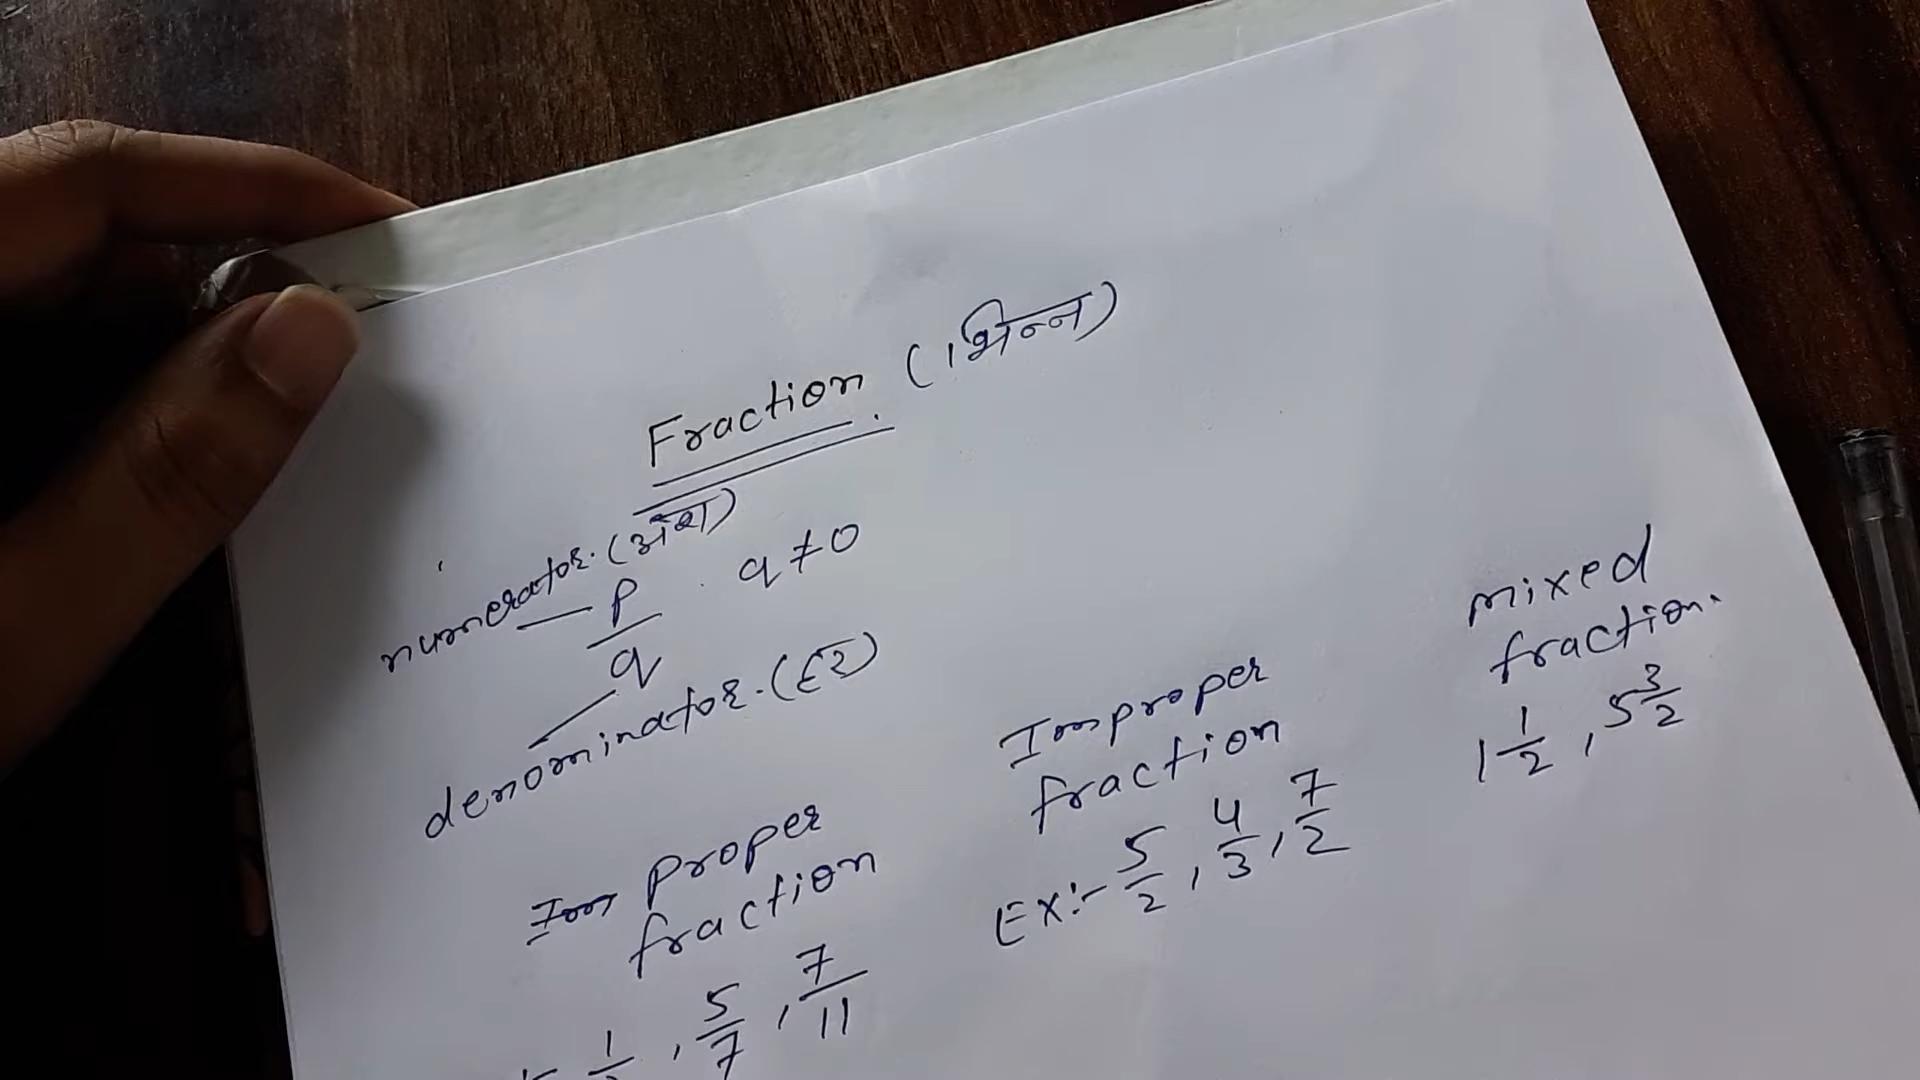 Fraction (भिन्न)
numerator. (अंश)
p/q . q≠0
denominator. (हर)
proper
fraction
1/ , 5/7 , 7/11
Improper
fraction
Ex:- 5/2 , 4/3 , 7/2
mixed
fraction.
1 1/2 , 5 3/2